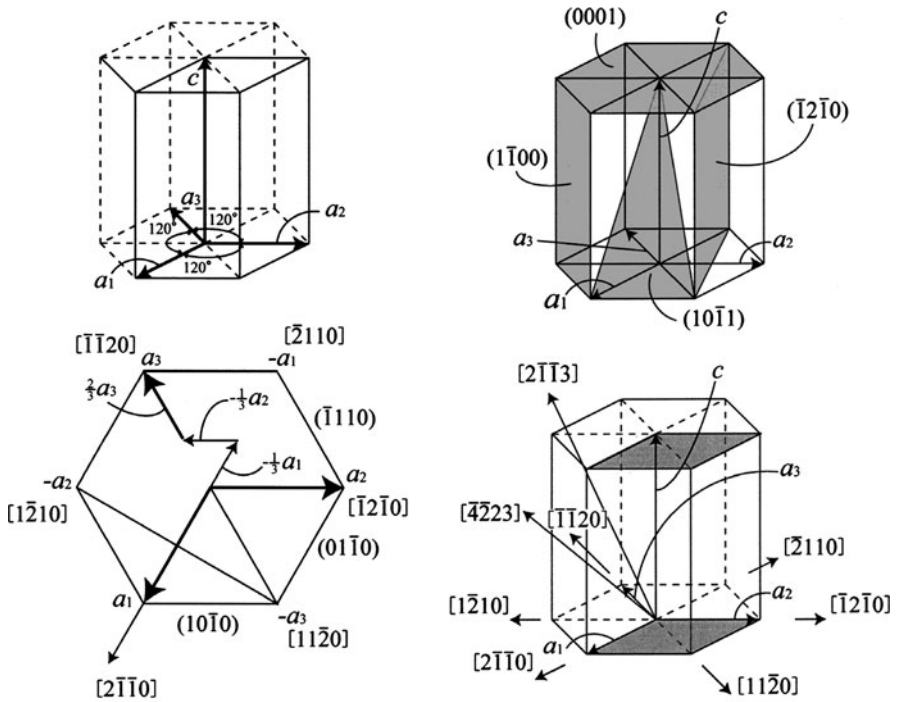 c
a₃
120°
120°
120°
a₂
a₁
(0001)
c
(1̄2̄10)
(11̄00)
a₃
a₂
a₁
(101̄1)
[1̄1̄20]
a₃
[2̄110]
-a₁
⅔a₃
-⅓a₂
(1̄110)
-⅓a₁
-a₂
a₂
[12̄10]
[1̄21̄0]
(011̄0)
a₁
(101̄0)
-a₃
[112̄0]
[21̄1̄0]
[21̄1̄3]
c
a₃
[4̄2̄23]
[1̄1̄20]
[2̄110]
a₂
[12̄10]
[1̄21̄0]
a₁
[21̄1̄0]
[112̄0]